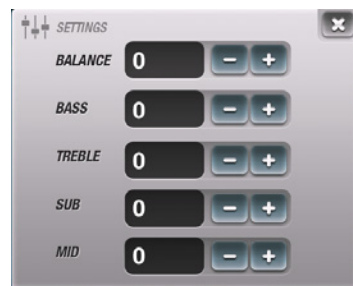 SETTINGS
BALANCE 0 - +
BASS 0 - +
TREBLE 0 - +
SUB 0 - +
MID 0 - +